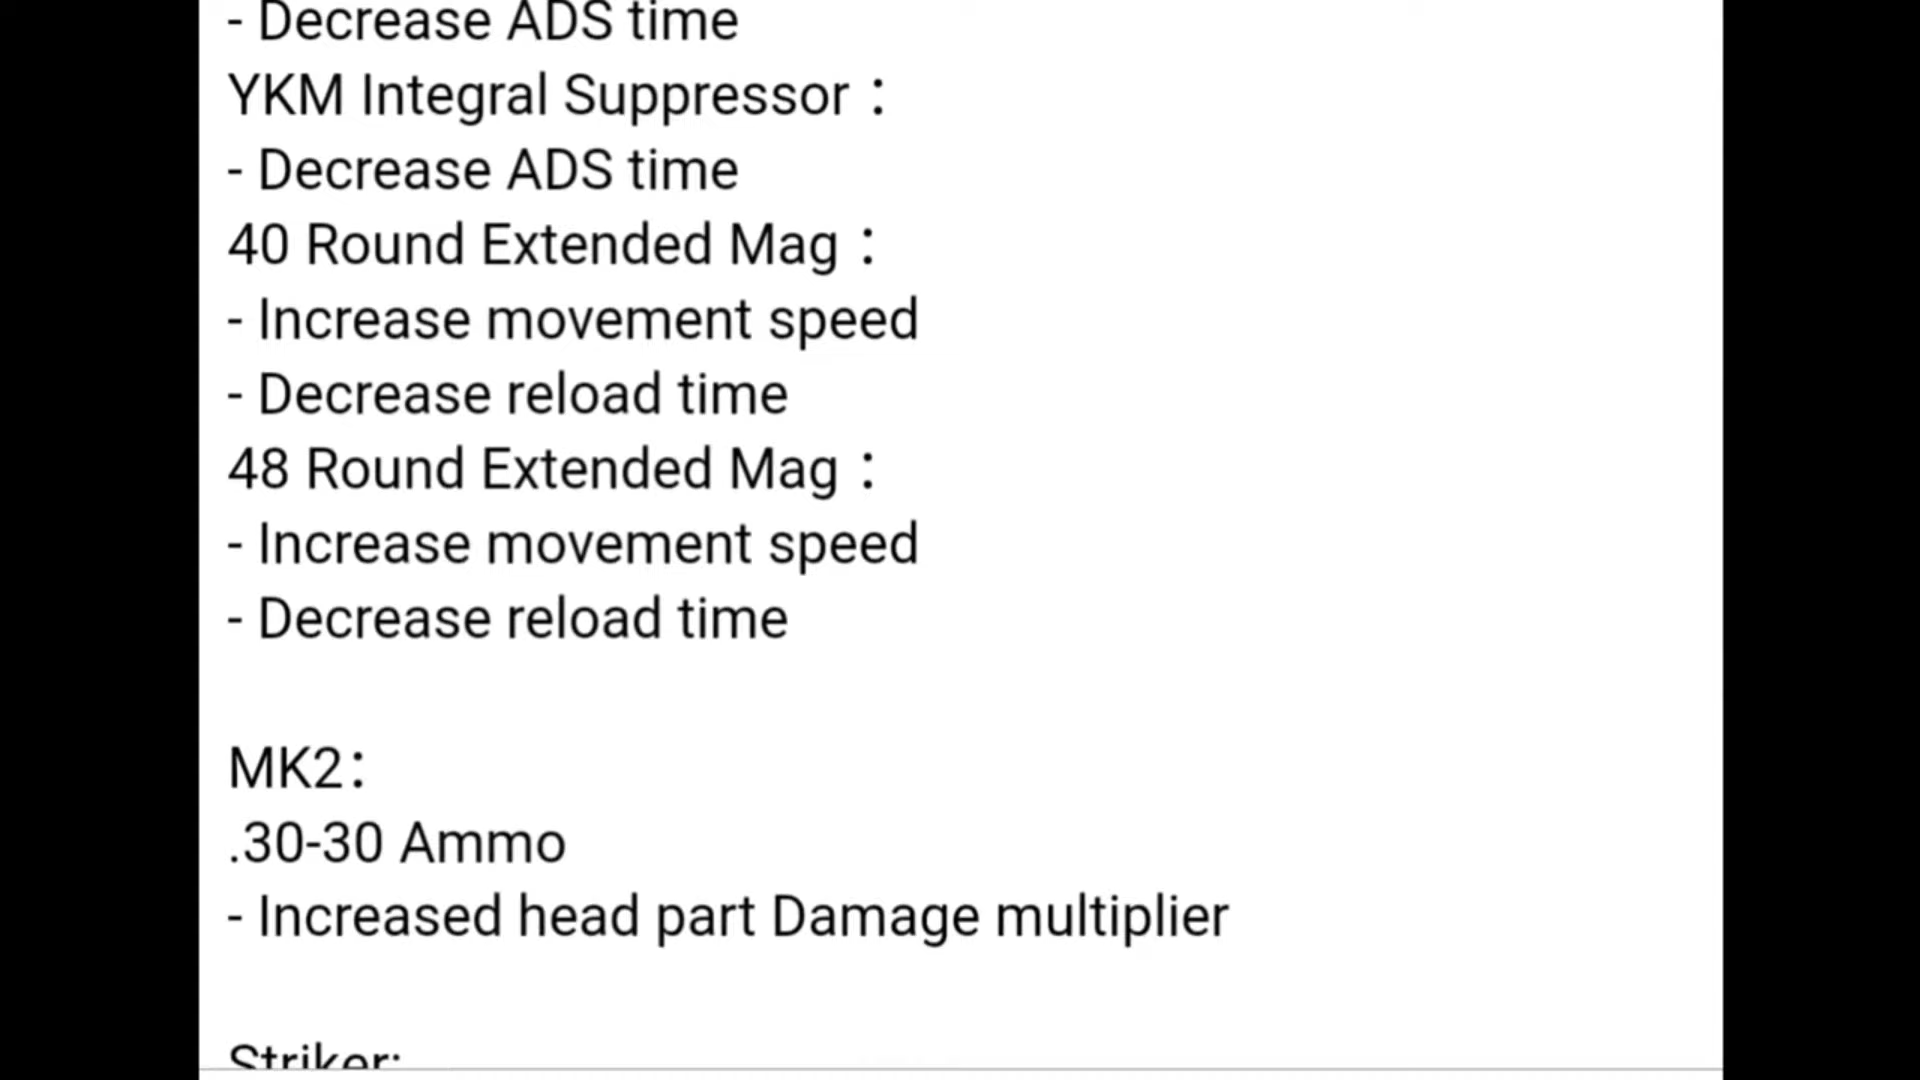 - Decrease ADS time
YKM Integral Suppressor：
- Decrease ADS time
40 Round Extended Mag：
- Increase movement speed
- Decrease reload time
48 Round Extended Mag：
- Increase movement speed
- Decrease reload time
MK2：
.30-30 Ammo
- Increased head part Damage multiplier
Striker: